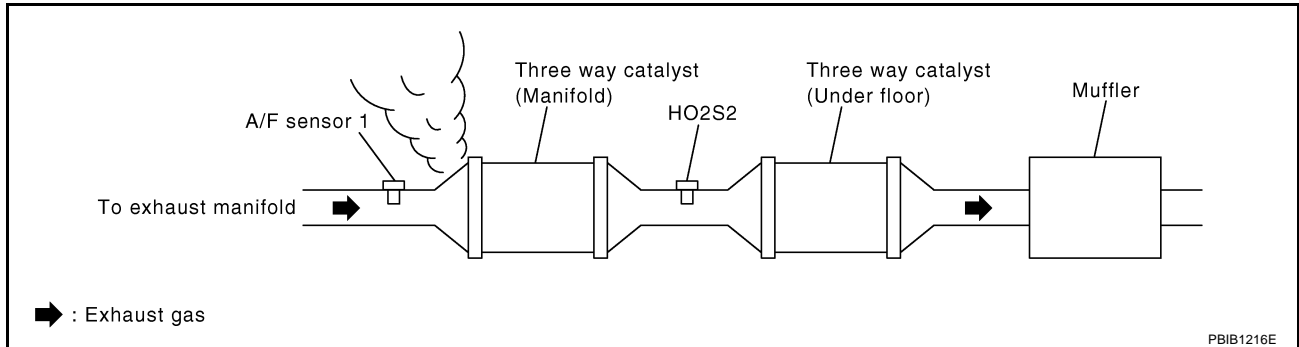 Three way catalyst
(Manifold)
Three way catalyst
(Under floor)
Muffler
A/F sensor 1
HO2S2
To exhaust manifold
: Exhaust gas
PBIB1216E